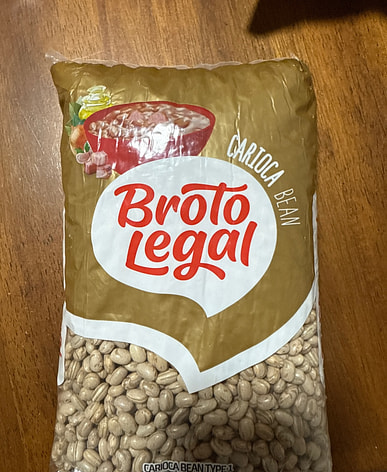 CARIOCA BEAN
Broto
Legal
CARIOCA BEAN TYPE 1